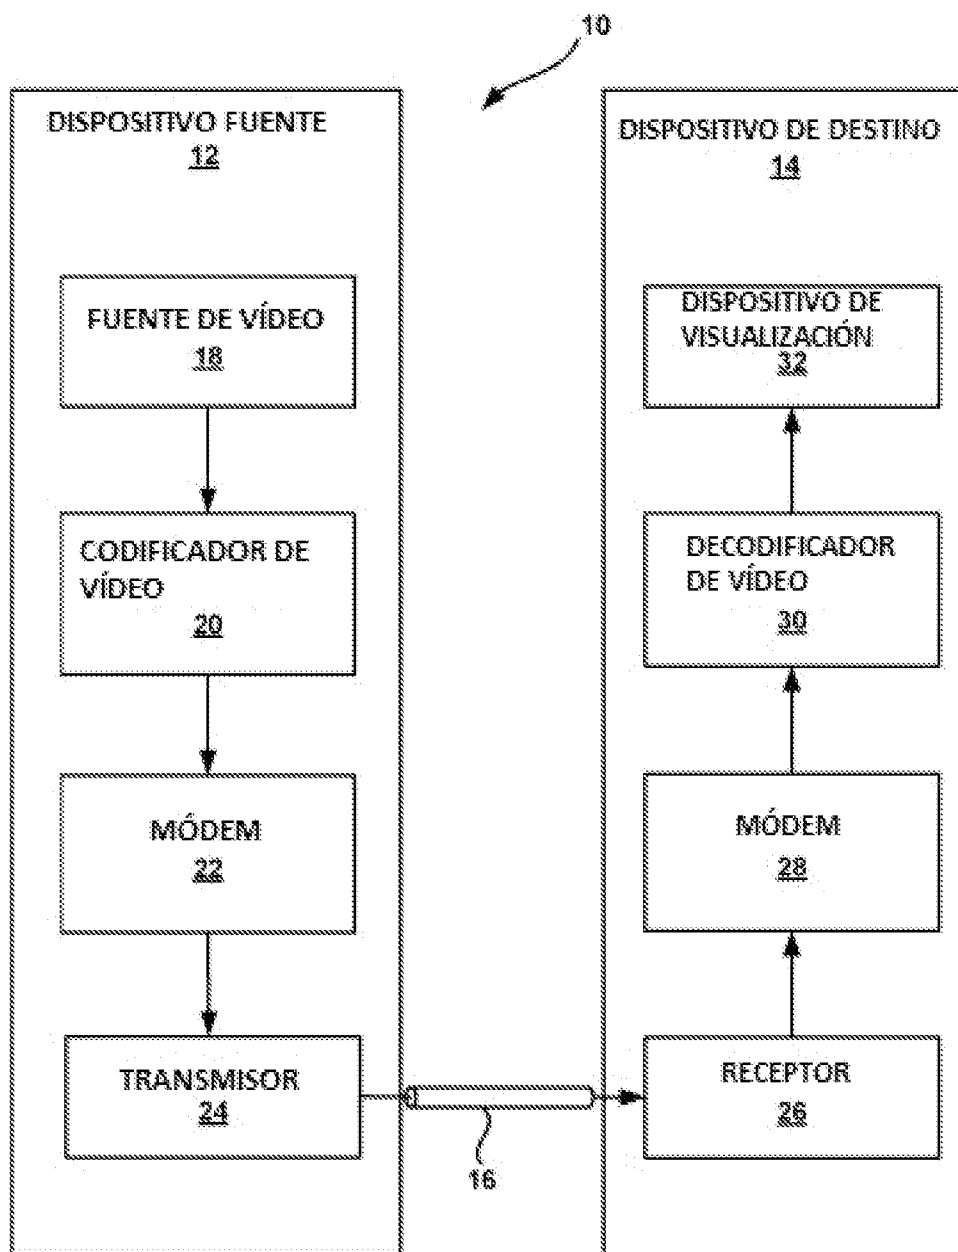 10
DISPOSITIVO FUENTE
12
FUENTE DE VÍDEO
18
CODIFICADOR DE
VÍDEO
20
MÓDEM
22
TRANSMISOR
24
16
DISPOSITIVO DE DESTINO
14
DISPOSITIVO DE
VISUALIZACIÓN
32
DECODIFICADOR
DE VÍDEO
30
MÓDEM
28
RECEPTOR
26